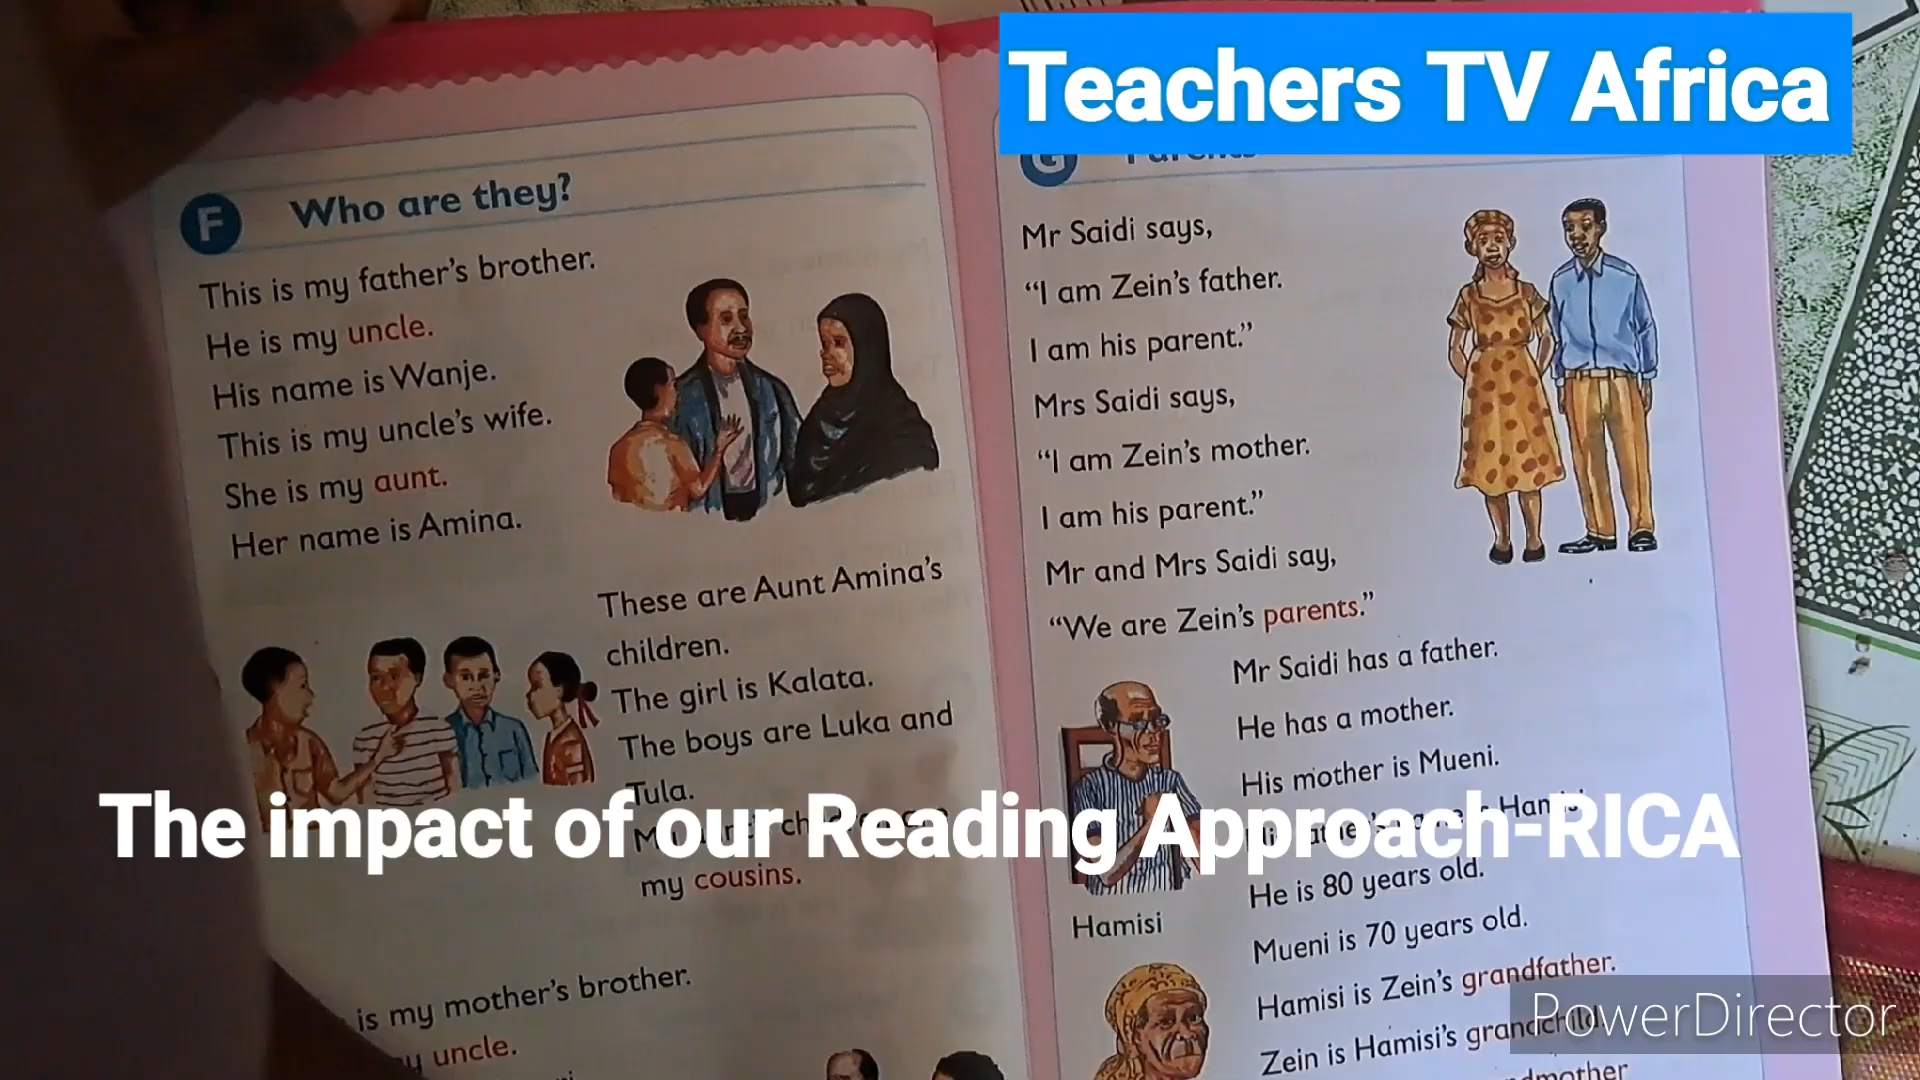 Teachers TV Africa
F Who are they?
This is my father's brother.
He is my uncle.
His name is Wanje.
This is my uncle's wife.
She is my aunt.
Her name is Amina.
These are Aunt Amina's
children.
The girl is Kalata.
The boys are Luka and
Tula.
my cousins.
is my mother's brother.
uncle.
G Parents
Mr Saidi says,
"I am Zein's father.
I am his parent."
Mrs Saidi says,
"I am Zein's mother.
I am his parent."
Mr and Mrs Saidi say,
"We are Zein's parents."
Mr Saidi has a father.
He has a mother.
His mother is Mueni.
He is 80 years old.
Hamisi
Mueni is 70 years old.
Hamisi is Zein's grandfather.
Zein is Hamisi's grandchild.
The impact of our Reading Approach-RICA
PowerDirector